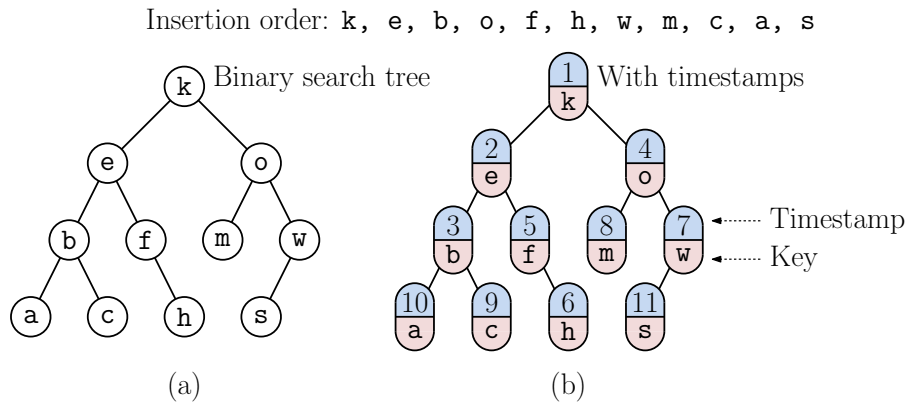 Insertion order: k, e, b, o, f, h, w, m, c, a, s
Binary search tree
k
e
o
b
f
m
w
a
c
h
s
(a)
With timestamps
1
k
2
e
4
o
3
b
5
f
8
m
7
w
Timestamp
Key
10
a
9
c
6
h
11
s
(b)